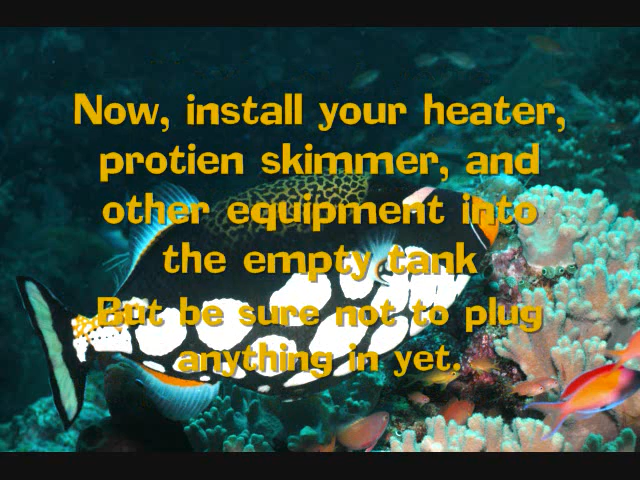 Now, install your heater,
protien skimmer, and
other equipment into
the empty tank
But be sure not to plug
anything in yet.